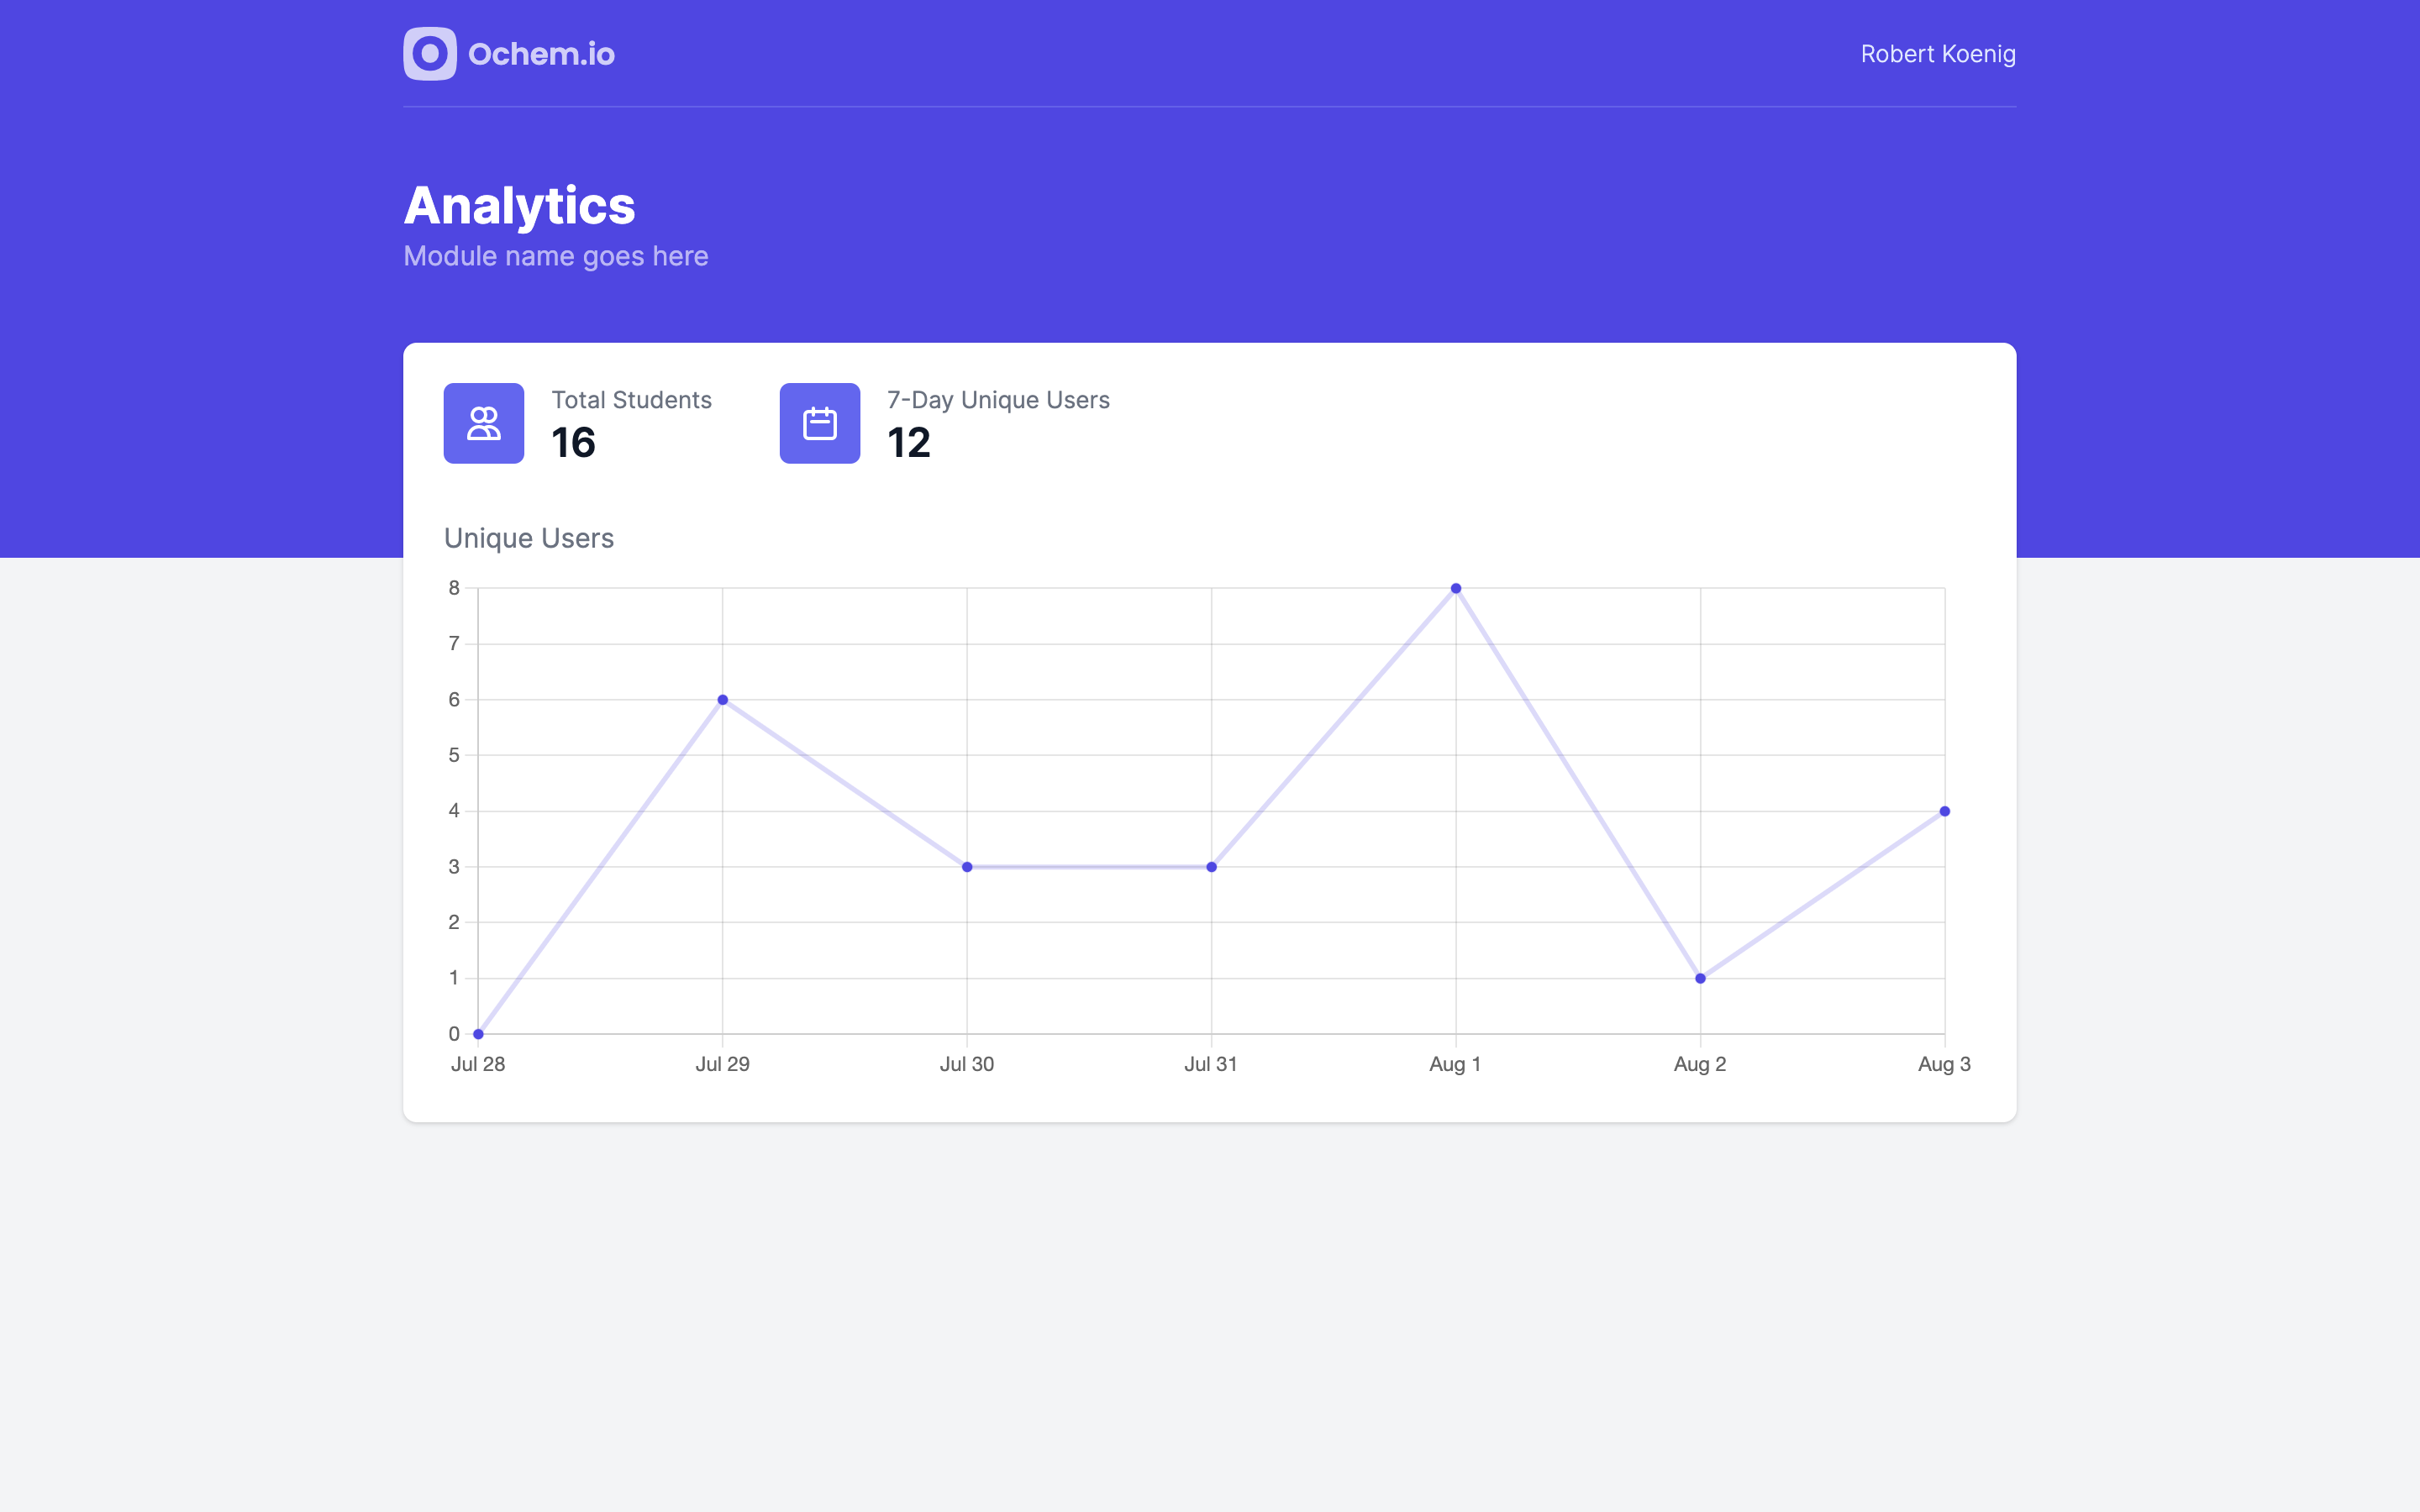 Ochem.io
Robert Koenig
Analytics
Module name goes here
Total Students
16
7-Day Unique Users
12
Unique Users
8
7
6
5
4
3
2
1
0
Jul 28 Jul 29 Jul 30 Jul 31 Aug 1 Aug 2 Aug 3